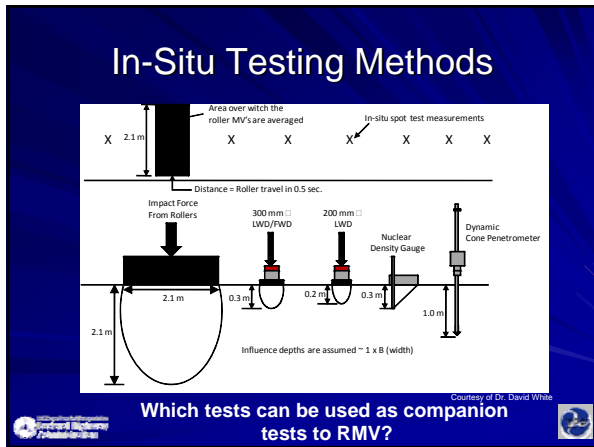 In-Situ Testing Methods
Area over witch the
roller MV's are averaged
In-situ spot test measurements
2.1 m
X X X X X X X
Distance = Roller travel in 0.5 sec.
Impact Force
From Rollers
300 mm □
LWD/FWD
200 mm □
LWD
Nuclear
Density Gauge
Dynamic
Cone Penetrometer
2.1 m
0.3 m
0.2 m
0.3 m
1.0 m
2.1 m
Influence depths are assumed ~ 1 x B (width)
Courtesy of Dr. David White
Which tests can be used as companion
tests to RMV?